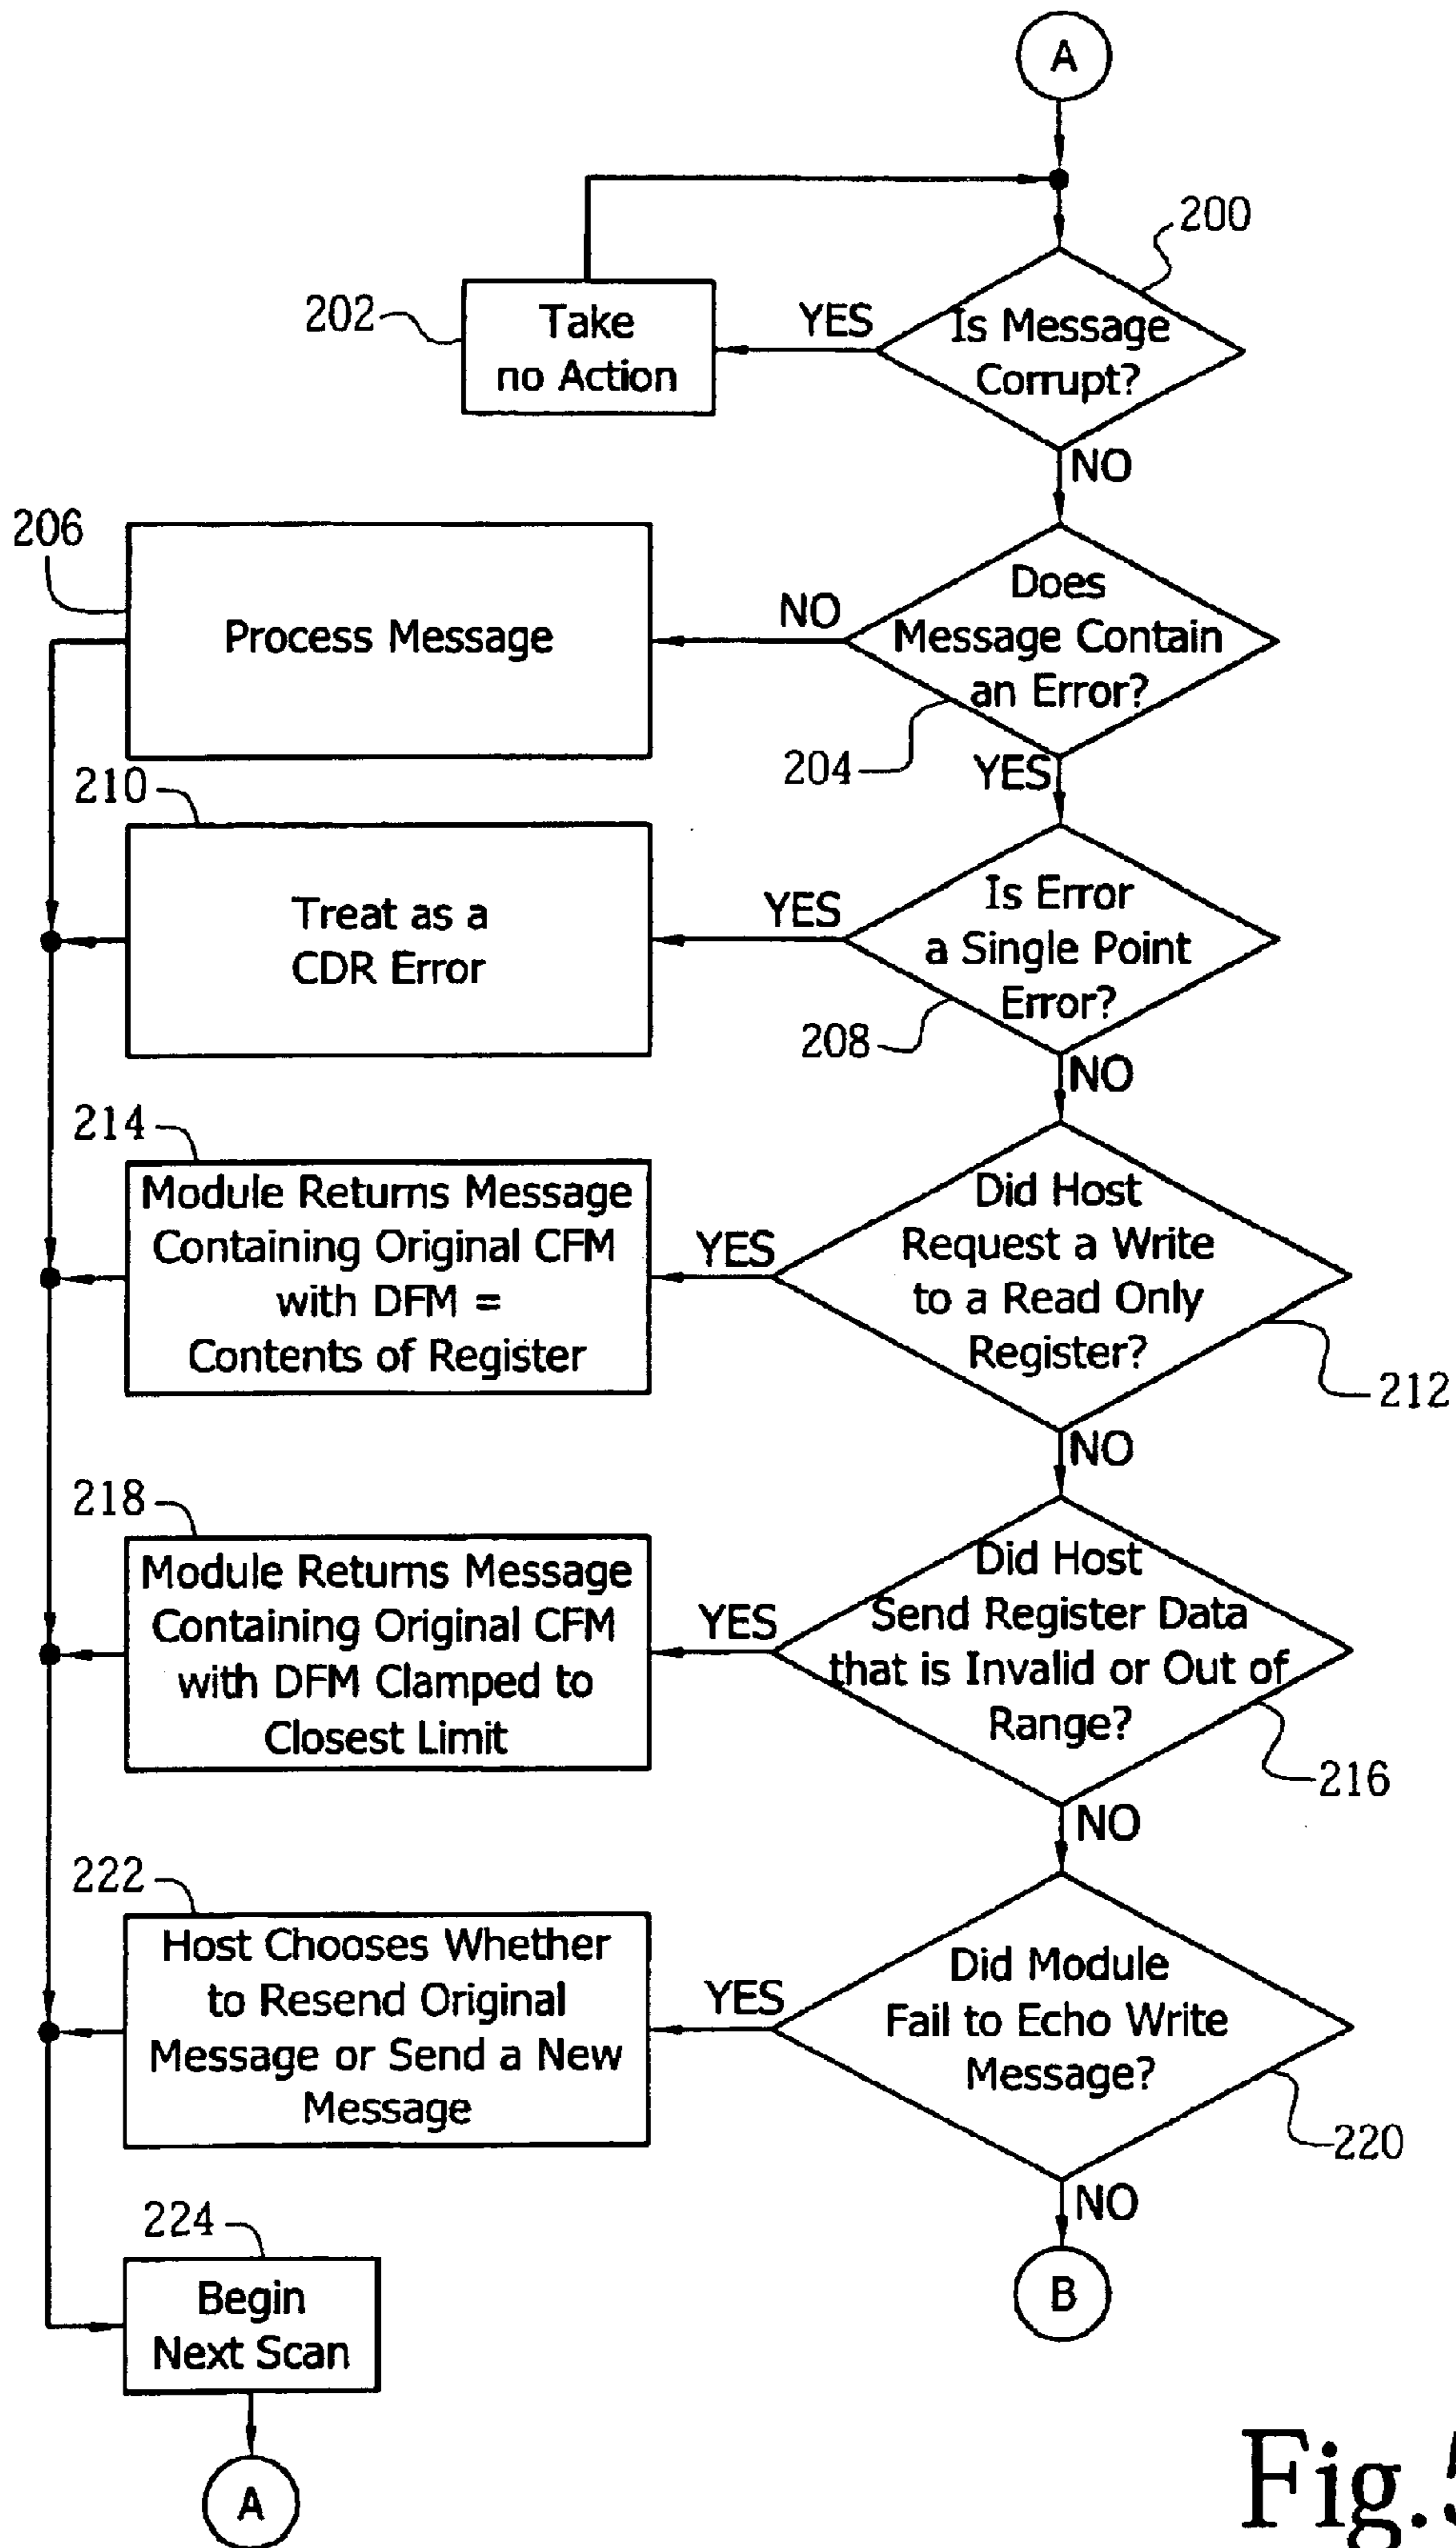 A
200
202
Take
no Action
YES
Is Message
Corrupt?
NO
206
Process Message
NO
Does
Message Contain
an Error?
204
YES
210
Treat as a
CDR Error
YES
Is Error
a Single Point
Error?
208
NO
214
Module Returns Message
Containing Original CFM
with DFM =
Contents of Register
YES
Did Host
Request a Write
to a Read Only
Register?
212
NO
218
Module Returns Message
Containing Original CFM
with DFM Clamped to
Closest Limit
YES
Did Host
Send Register Data
that is Invalid or Out of
Range?
216
NO
222
Host Chooses Whether
to Resend Original
Message or Send a New
Message
YES
Did Module
Fail to Echo Write
Message?
220
NO
224
Begin
Next Scan
B
A
Fig.5